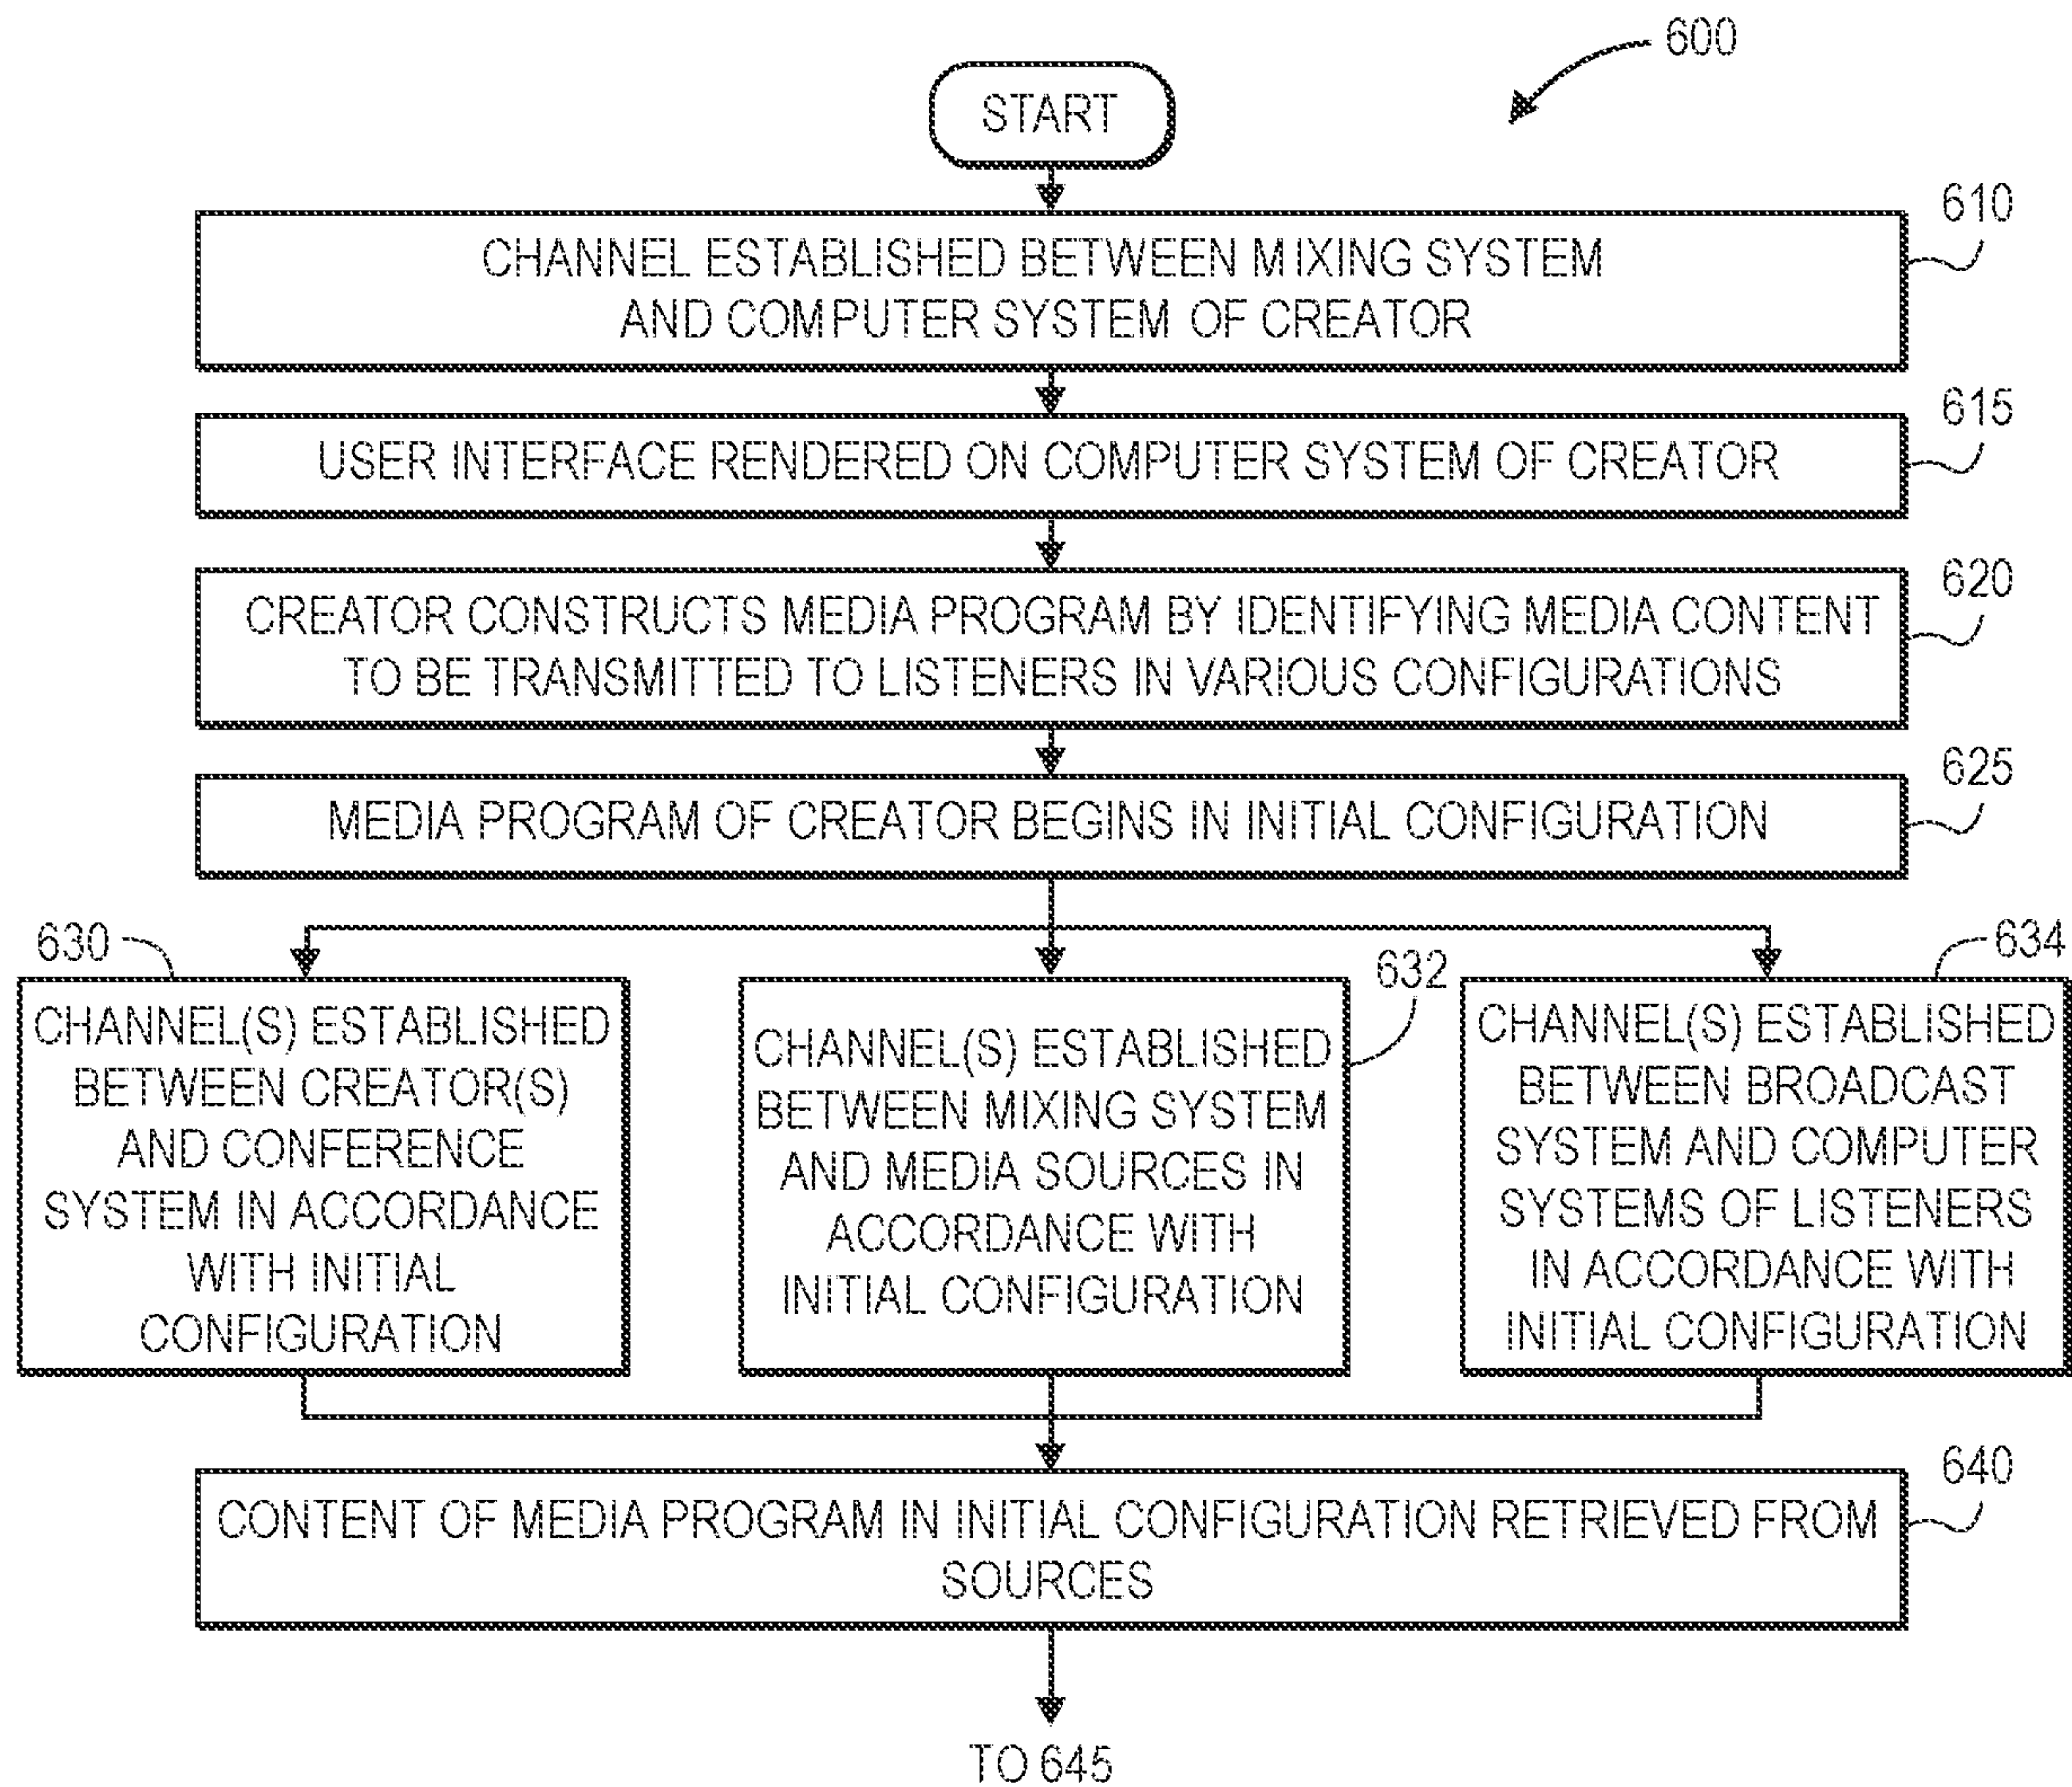 600
START
610
CHANNEL ESTABLISHED BETWEEN MIXING SYSTEM
AND COMPUTER SYSTEM OF CREATOR
615
USER INTERFACE RENDERED ON COMPUTER SYSTEM OF CREATOR
620
CREATOR CONSTRUCTS MEDIA PROGRAM BY IDENTIFYING MEDIA CONTENT
TO BE TRANSMITTED TO LISTENERS IN VARIOUS CONFIGURATIONS
625
MEDIA PROGRAM OF CREATOR BEGINS IN INITIAL CONFIGURATION
630
CHANNEL(S) ESTABLISHED
BETWEEN CREATOR(S)
AND CONFERENCE
SYSTEM IN ACCORDANCE
WITH INITIAL
CONFIGURATION
632
CHANNEL(S) ESTABLISHED
BETWEEN MIXING SYSTEM
AND MEDIA SOURCES IN
ACCORDANCE WITH
INITIAL CONFIGURATION
634
CHANNEL(S) ESTABLISHED
BETWEEN BROADCAST
SYSTEM AND COMPUTER
SYSTEMS OF LISTENERS
IN ACCORDANCE WITH
INITIAL CONFIGURATION
640
CONTENT OF MEDIA PROGRAM IN INITIAL CONFIGURATION RETRIEVED FROM
SOURCES
TO 645